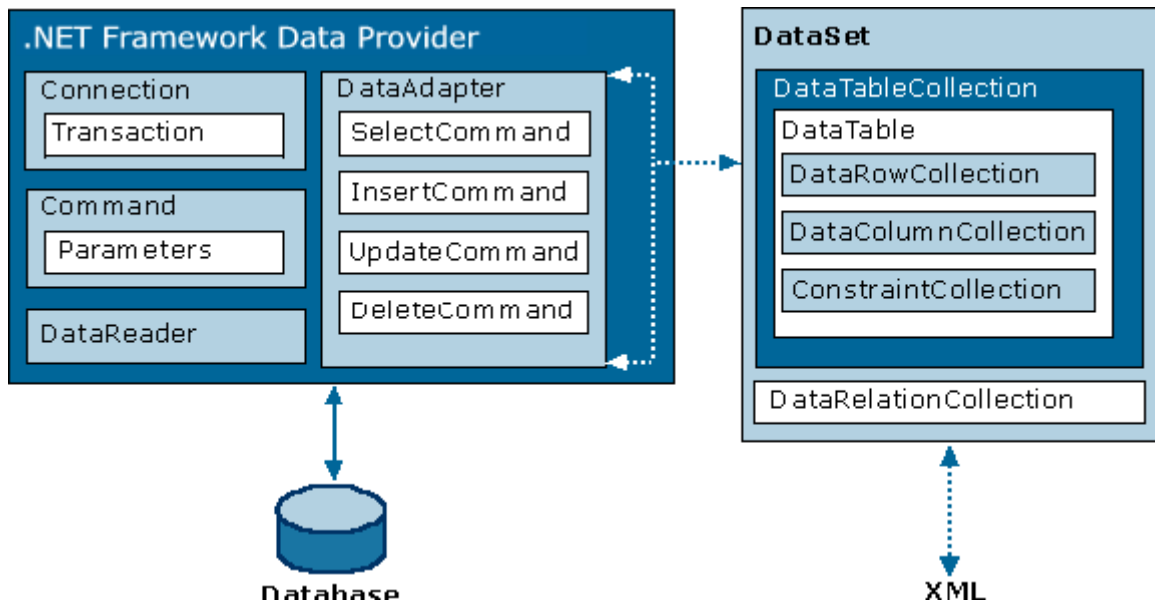 .NET Framework Data Provider
Connection
Transaction
Command
Parameters
DataReader
DataAdapter
SelectCommand
InsertCommand
UpdateCommand
DeleteCommand
Database
DataSet
DataTableCollection
DataTable
DataRowCollection
DataColumnCollection
ConstraintCollection
DataRelationCollection
XML